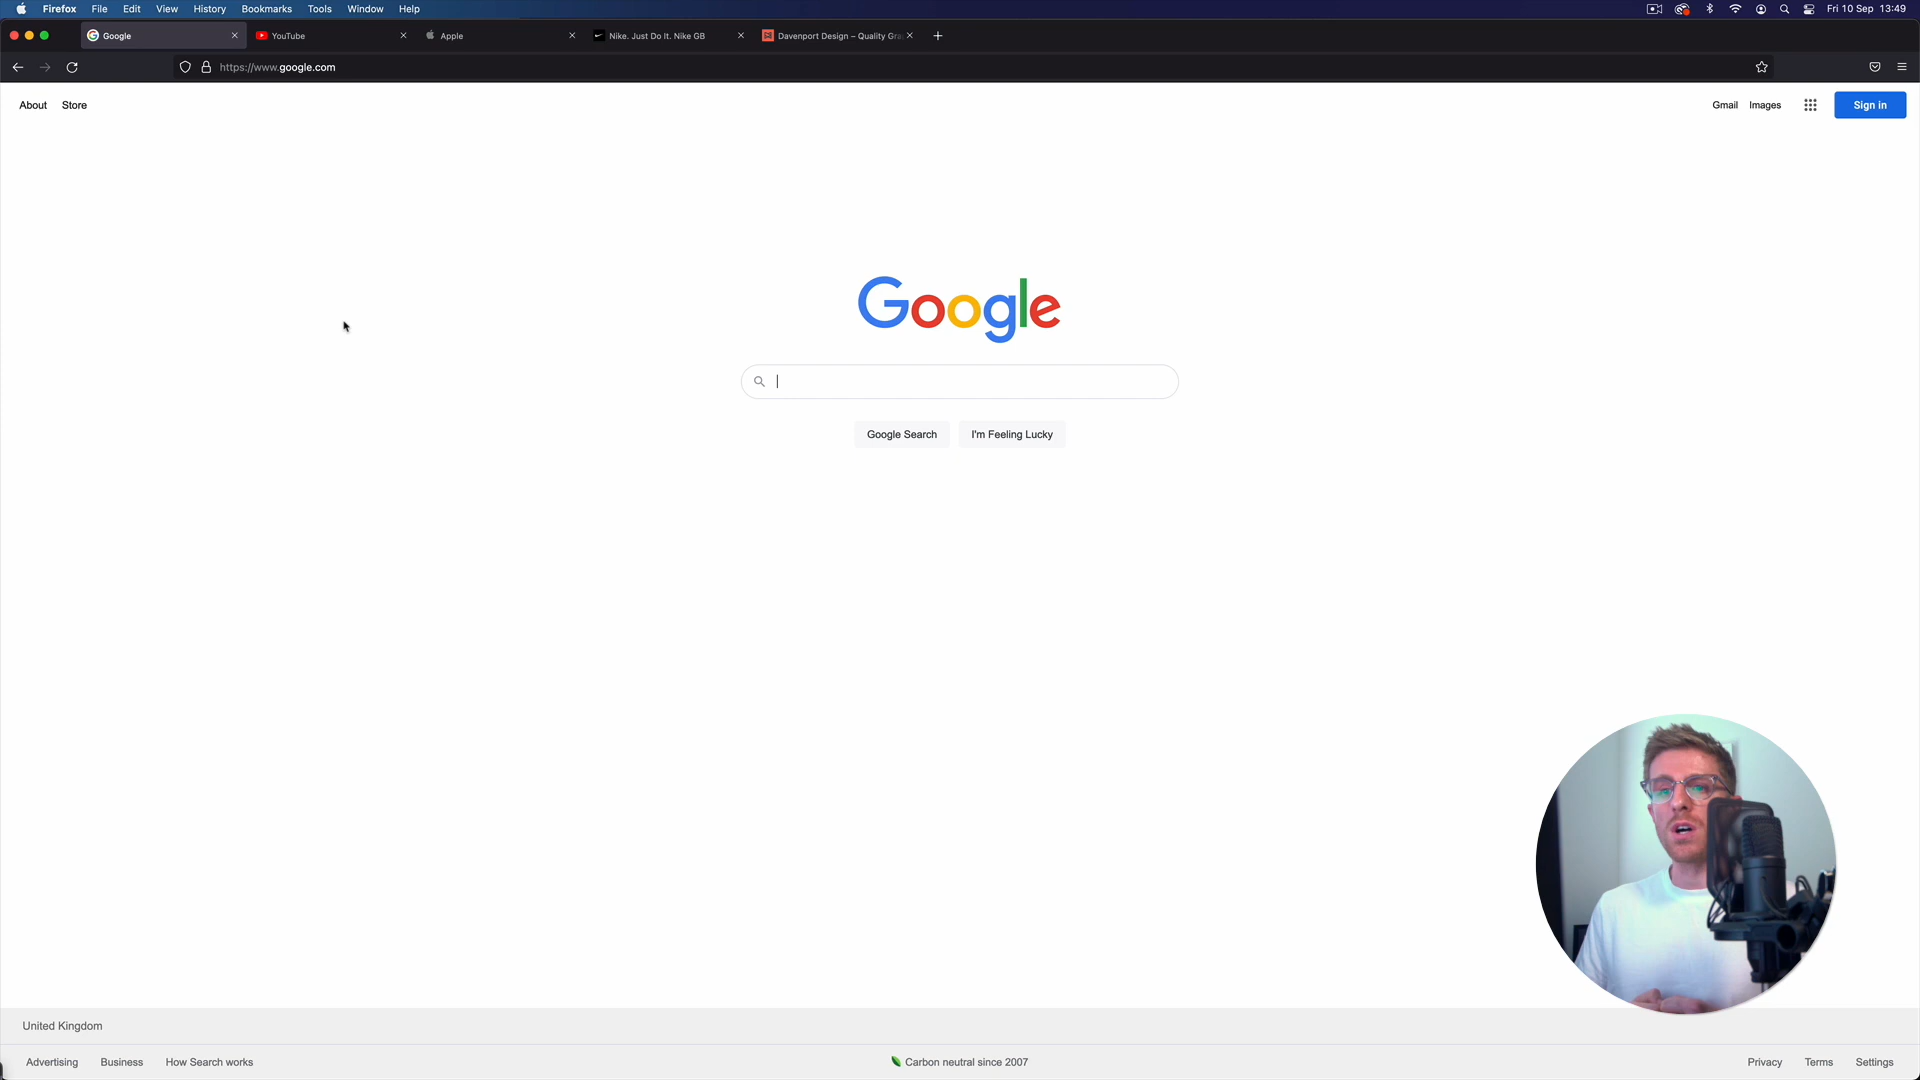 Firefox File Edit View History Bookmarks Tools Window Help Fri 10 Sep 13:49
Google YouTube Apple Nike. Just Do It. Nike GB Davenport Design – Quality Gra
https://www.google.com
About Store Gmail Images Sign in
Google
Google Search I'm Feeling Lucky
United Kingdom
Advertising Business How Search works Carbon neutral since 2007 Privacy Terms Settings